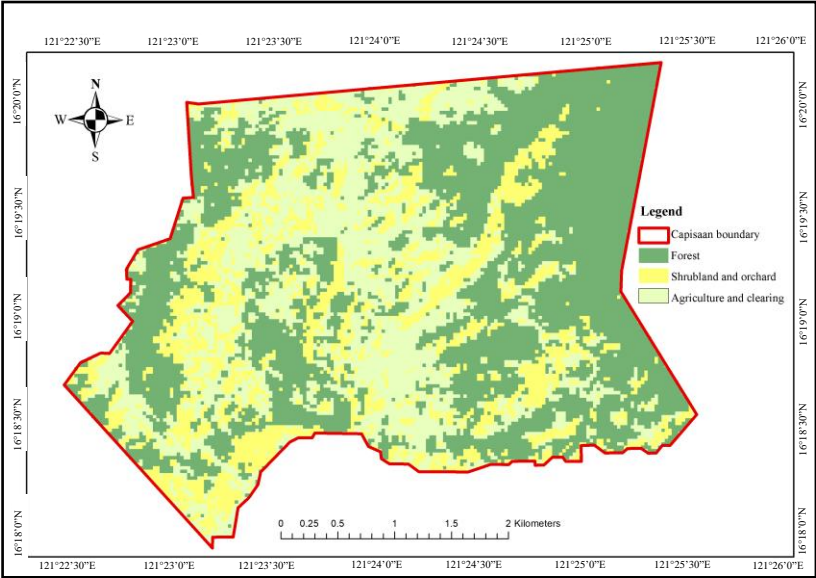 121°22'30"E 121°23'0"E 121°23'30"E 121°24'0"E 121°24'30"E 121°25'0"E 121°25'30"E 121°26'0"E
N
W E
S
16°20'0"N
16°19'30"N
16°19'0"N
16°18'30"N
16°18'0"N
16°20'0"N
16°19'30"N
16°19'0"N
16°18'30"N
16°18'0"N
Legend
Capisaan boundary
Forest
Shrubland and orchard
Agriculture and clearing
0 0.25 0.5 1 1.5 2 Kilometers
121°22'30"E 121°23'0"E 121°23'30"E 121°24'0"E 121°24'30"E 121°25'0"E 121°25'30"E 121°26'0"E